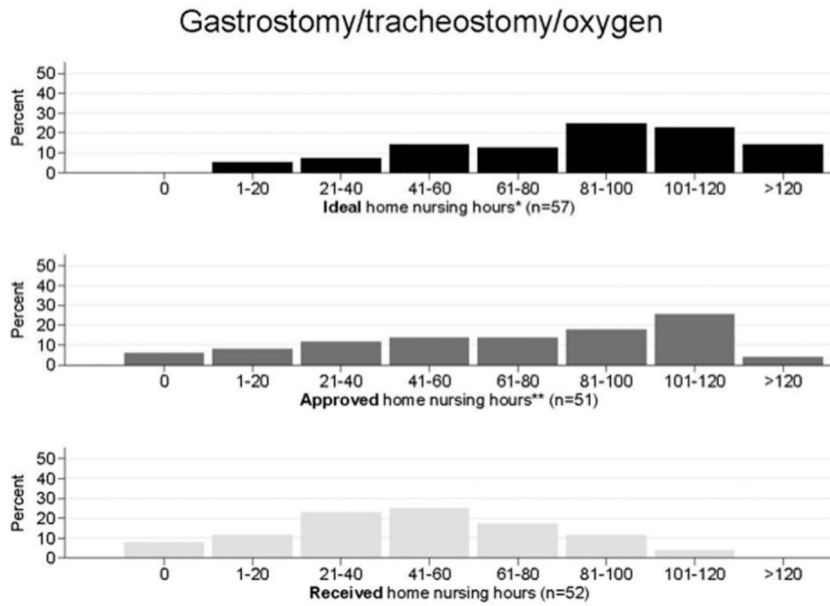 Gastrostomy/tracheostomy/oxygen
Percent
50
40
30
20
10
0
0 1-20 21-40 41-60 61-80 81-100 101-120 >120
Ideal home nursing hours* (n=57)
Percent
50
40
30
20
10
0
0 1-20 21-40 41-60 61-80 81-100 101-120 >120
Approved home nursing hours** (n=51)
Percent
50
40
30
20
10
0
0 1-20 21-40 41-60 61-80 81-100 101-120 >120
Received home nursing hours (n=52)